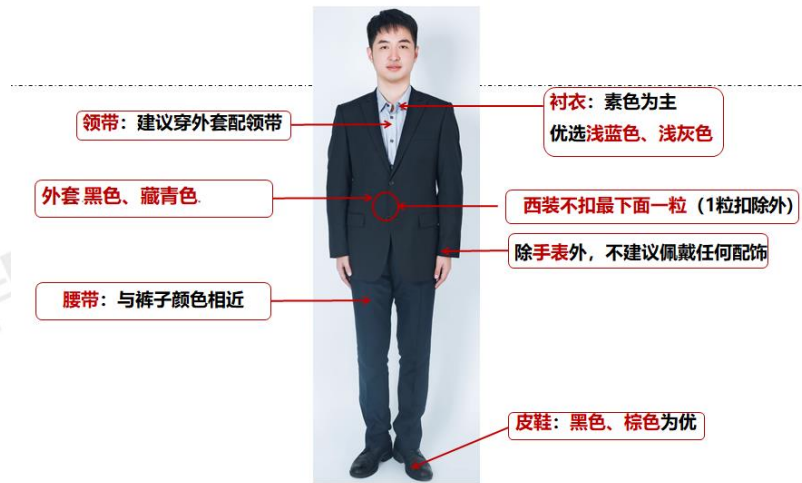 领带：建议穿外套配领带
衬衣：素色为主
优选浅蓝色、浅灰色
外套:黑色、藏青色.
西装不扣最下面一粒（1粒扣除外）
除手表外，不建议佩戴任何配饰
腰带：与裤子颜色相近
皮鞋：黑色、棕色为优